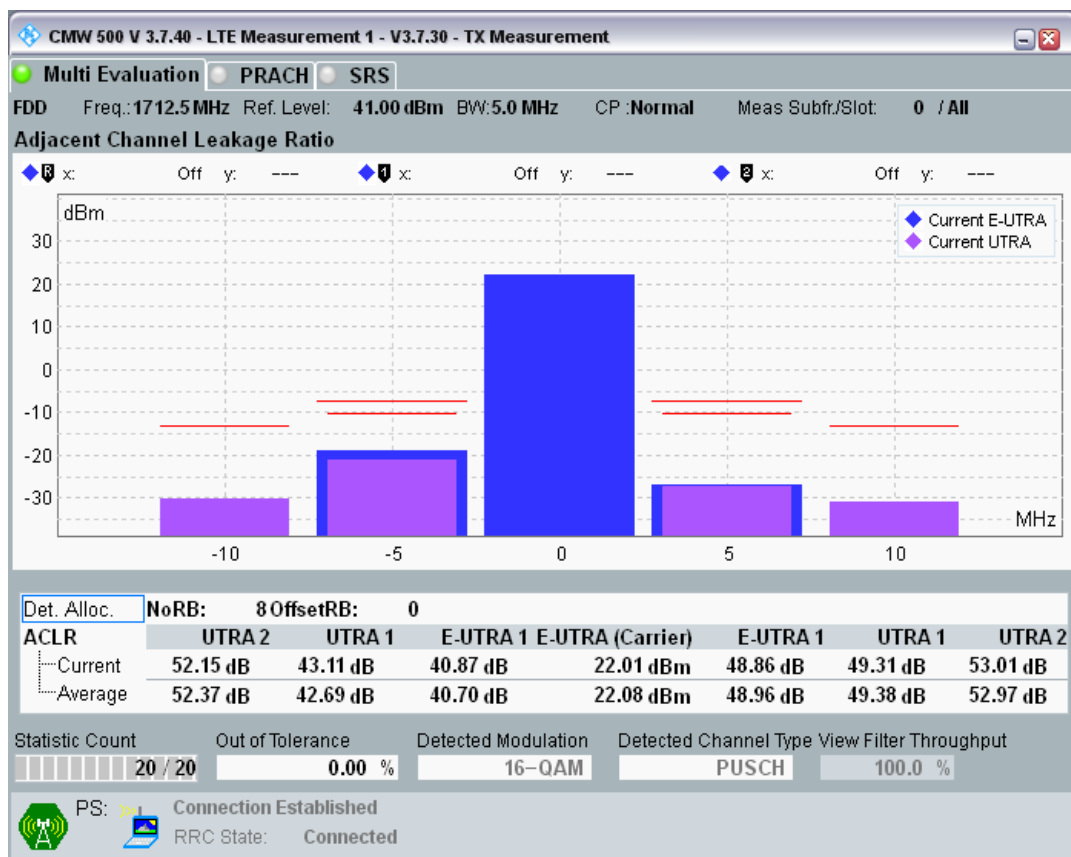 CMW 500 V 3.7.40 - LTE Measurement 1 - V3.7.30 - TX Measurement
Multi Evaluation PRACH SRS
FDD Freq.:1712.5 MHz Ref. Level: 41.00 dBm BW:5.0 MHz CP :Normal Meas Subfr./Slot: 0 / All
Adjacent Channel Leakage Ratio
R x: Off y: --- 1 x: Off y: --- 2 x: Off y: ---
dBm
Current E-UTRA
Current UTRA
30
20
10
0
-10
-20
-30
MHz
-10 -5 0 5 10
Det. Alloc. NoRB: 8 OffsetRB: 0
ACLR UTRA 2 UTRA 1 E-UTRA 1 E-UTRA (Carrier) E-UTRA 1 UTRA 1 UTRA 2
Current 52.15 dB 43.11 dB 40.87 dB 22.01 dBm 48.86 dB 49.31 dB 53.01 dB
Average 52.37 dB 42.69 dB 40.70 dB 22.08 dBm 48.96 dB 49.38 dB 52.97 dB
Statistic Count Out of Tolerance Detected Modulation Detected Channel Type View Filter Throughput
20 / 20 0.00 % 16-QAM PUSCH 100.0 %
PS: Connection Established
RRC State: Connected